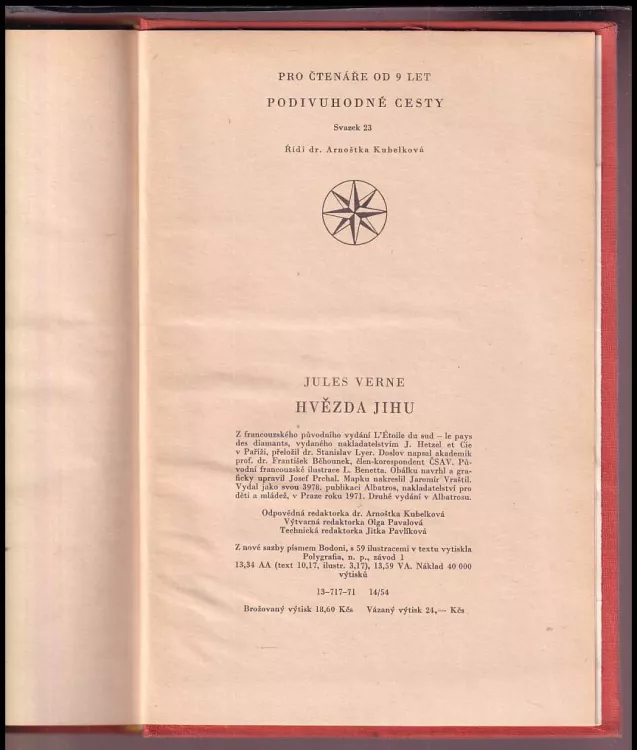 PRO ČTENÁŘE OD 9 LET
PODIVUHODNÉ CESTY
Svazek 23
Řídí dr. Arnoštka Kubelková
JULES VERNE
HVĚZDA JIHU
Z francouzského původního vydání L'Étoile du sud – le pays
des diamants, vydaného nakladatelstvím J. Hetzel et Cie
v Paříži, přeložil dr. Stanislav Lyer. Doslov napsal akademik
prof. dr. František Běhounek, člen-korespondent ČSAV. Pů-
vodní francouzské ilustrace L. Benetta. Obálku navrhl a gra-
ficky upravil Josef Prchal. Mapku nakreslil Jaromír Vraštil.
Vydal jako svou 3978. publikaci Albatros, nakladatelství pro
děti a mládež, v Praze roku 1971. Druhé vydání v Albatrosu.
Odpovědná redaktorka dr. Arnoštka Kubelková
Výtvarná redaktorka Olga Pavalová
Technická redaktorka Jitka Pavlíková
Z nové sazby písmem Bodoni, s 59 ilustracemi v textu vytiskla
Polygrafia, n. p., závod 1
13,34 AA (text 10,17, ilustr. 3,17), 13,59 VA. Náklad 40 000
výtisků
13-717-71 14/54
Brožovaný výtisk 18,60 Kčs Vázaný výtisk 24,— Kčs